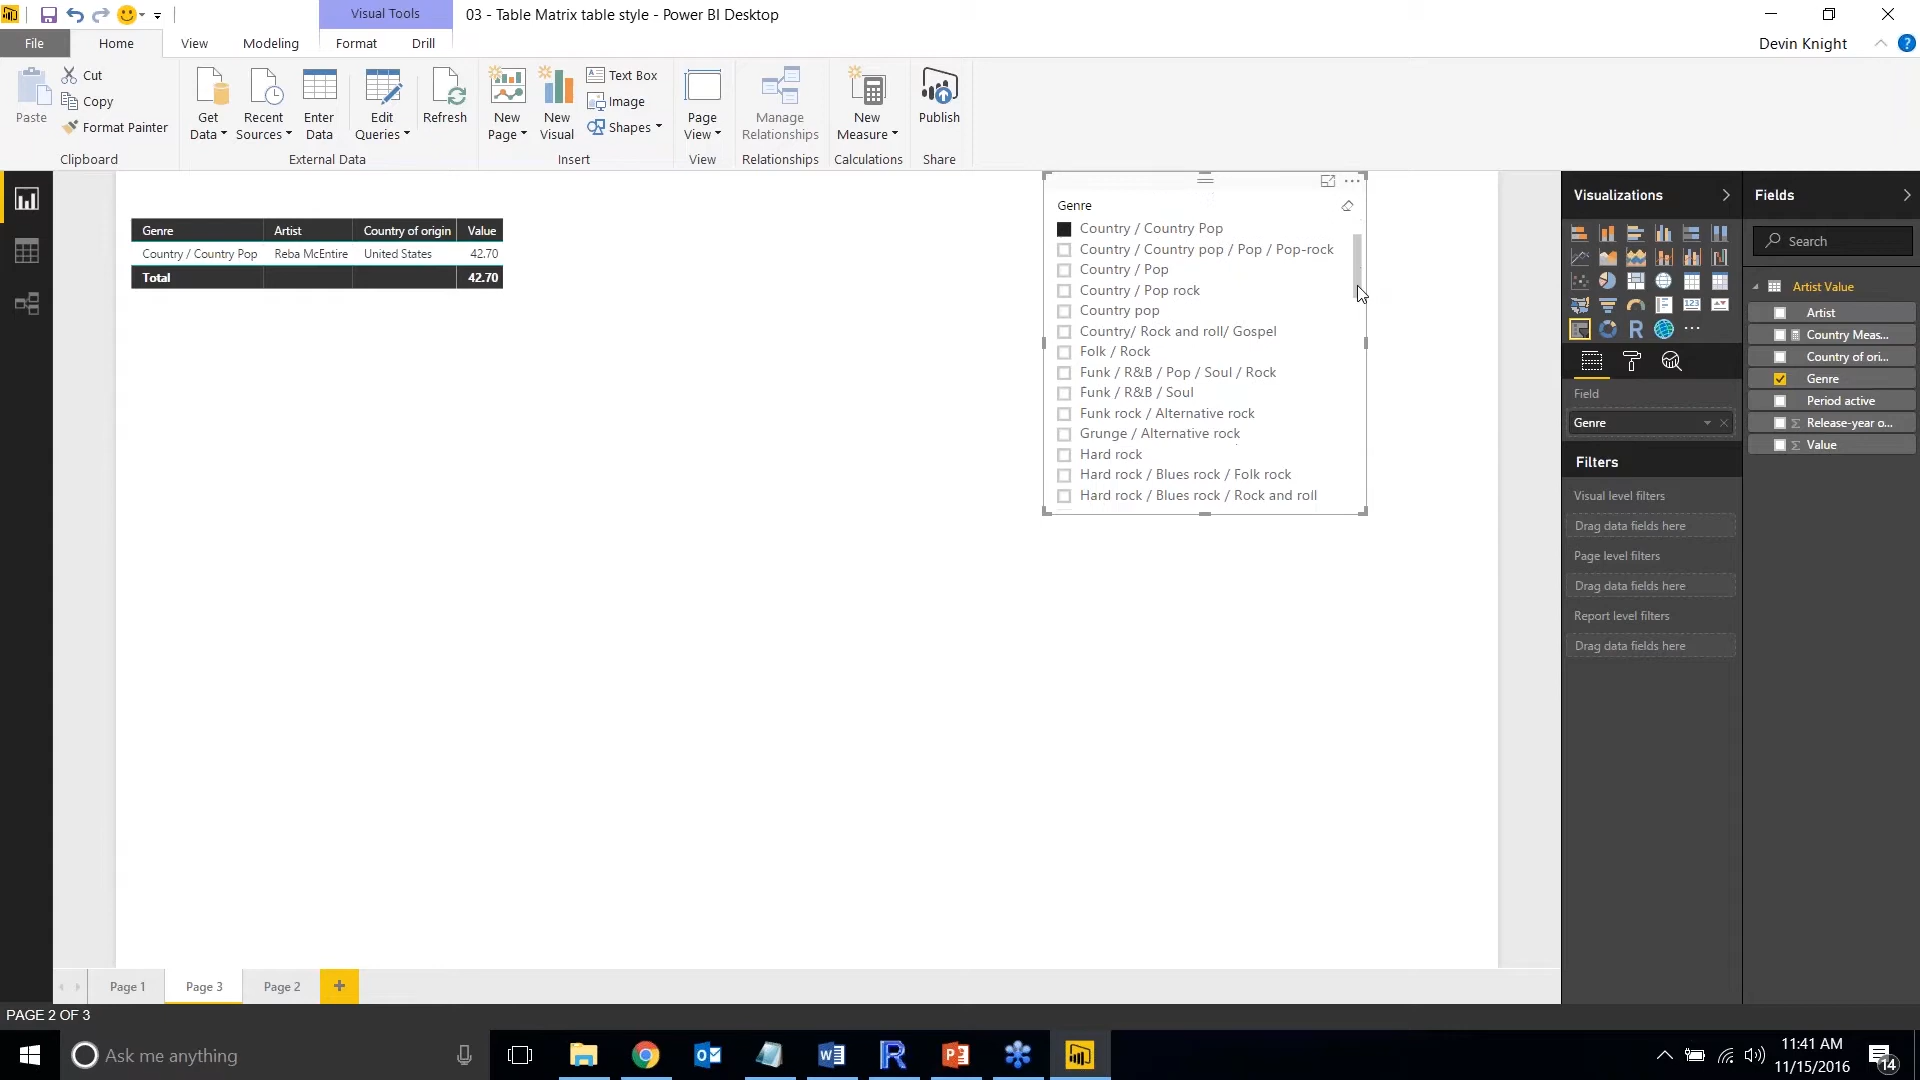 Visual Tools
03 - Table Matrix table style - Power BI Desktop
File
Home
View
Modeling
Format
Drill
Devin Knight
?
Paste
Cut
Copy
Format Painter
Clipboard
Get Data
Recent Sources
Enter Data
Edit Queries
Refresh
External Data
New Page
New Visual
Text Box
Image
Shapes
Insert
Page View
View
Manage Relationships
Relationships
New Measure
Calculations
Publish
Share
Genre Artist Country of origin Value
Country / Country Pop Reba McEntire United States 42.70
Total 42.70
Genre
Country / Country Pop
Country / Country pop / Pop / Pop-rock
Country / Pop
Country / Pop rock
Country pop
Country/ Rock and roll/ Gospel
Folk / Rock
Funk / R&B / Pop / Soul / Rock
Funk / R&B / Soul
Funk rock / Alternative rock
Grunge / Alternative rock
Hard rock
Hard rock / Blues rock / Folk rock
Hard rock / Blues rock / Rock and roll
Visualizations
123
R
...
Field
Genre
Filters
Visual level filters
Drag data fields here
Page level filters
Drag data fields here
Report level filters
Drag data fields here
Fields
Search
Artist Value
Artist
Country Meas...
Country of ori...
Genre
Period active
Σ Release-year o...
Σ Value
Page 1
Page 3
Page 2
+
PAGE 2 OF 3
Ask me anything
11:41 AM
11/15/2016
14